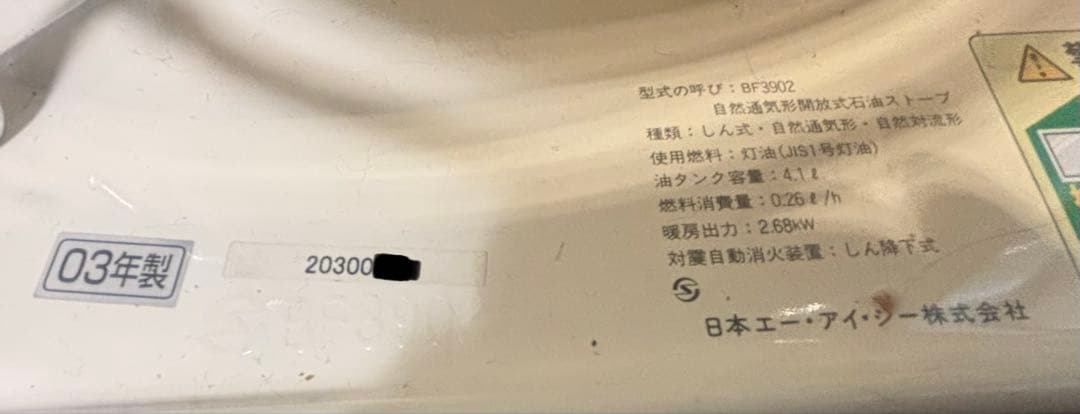 型式の呼び：BF3902
自然通気形開放式石油ストーブ
種類：しん式・自然通気形・自然対流形
使用燃料：灯油(JIS1号灯油)
油タンク容量：4.1ℓ
燃料消費量：0.26ℓ/h
暖房出力：2.68kW
対震自動消火装置：しん降下式
日本エー・アイ・シー株式会社
03年製
20300